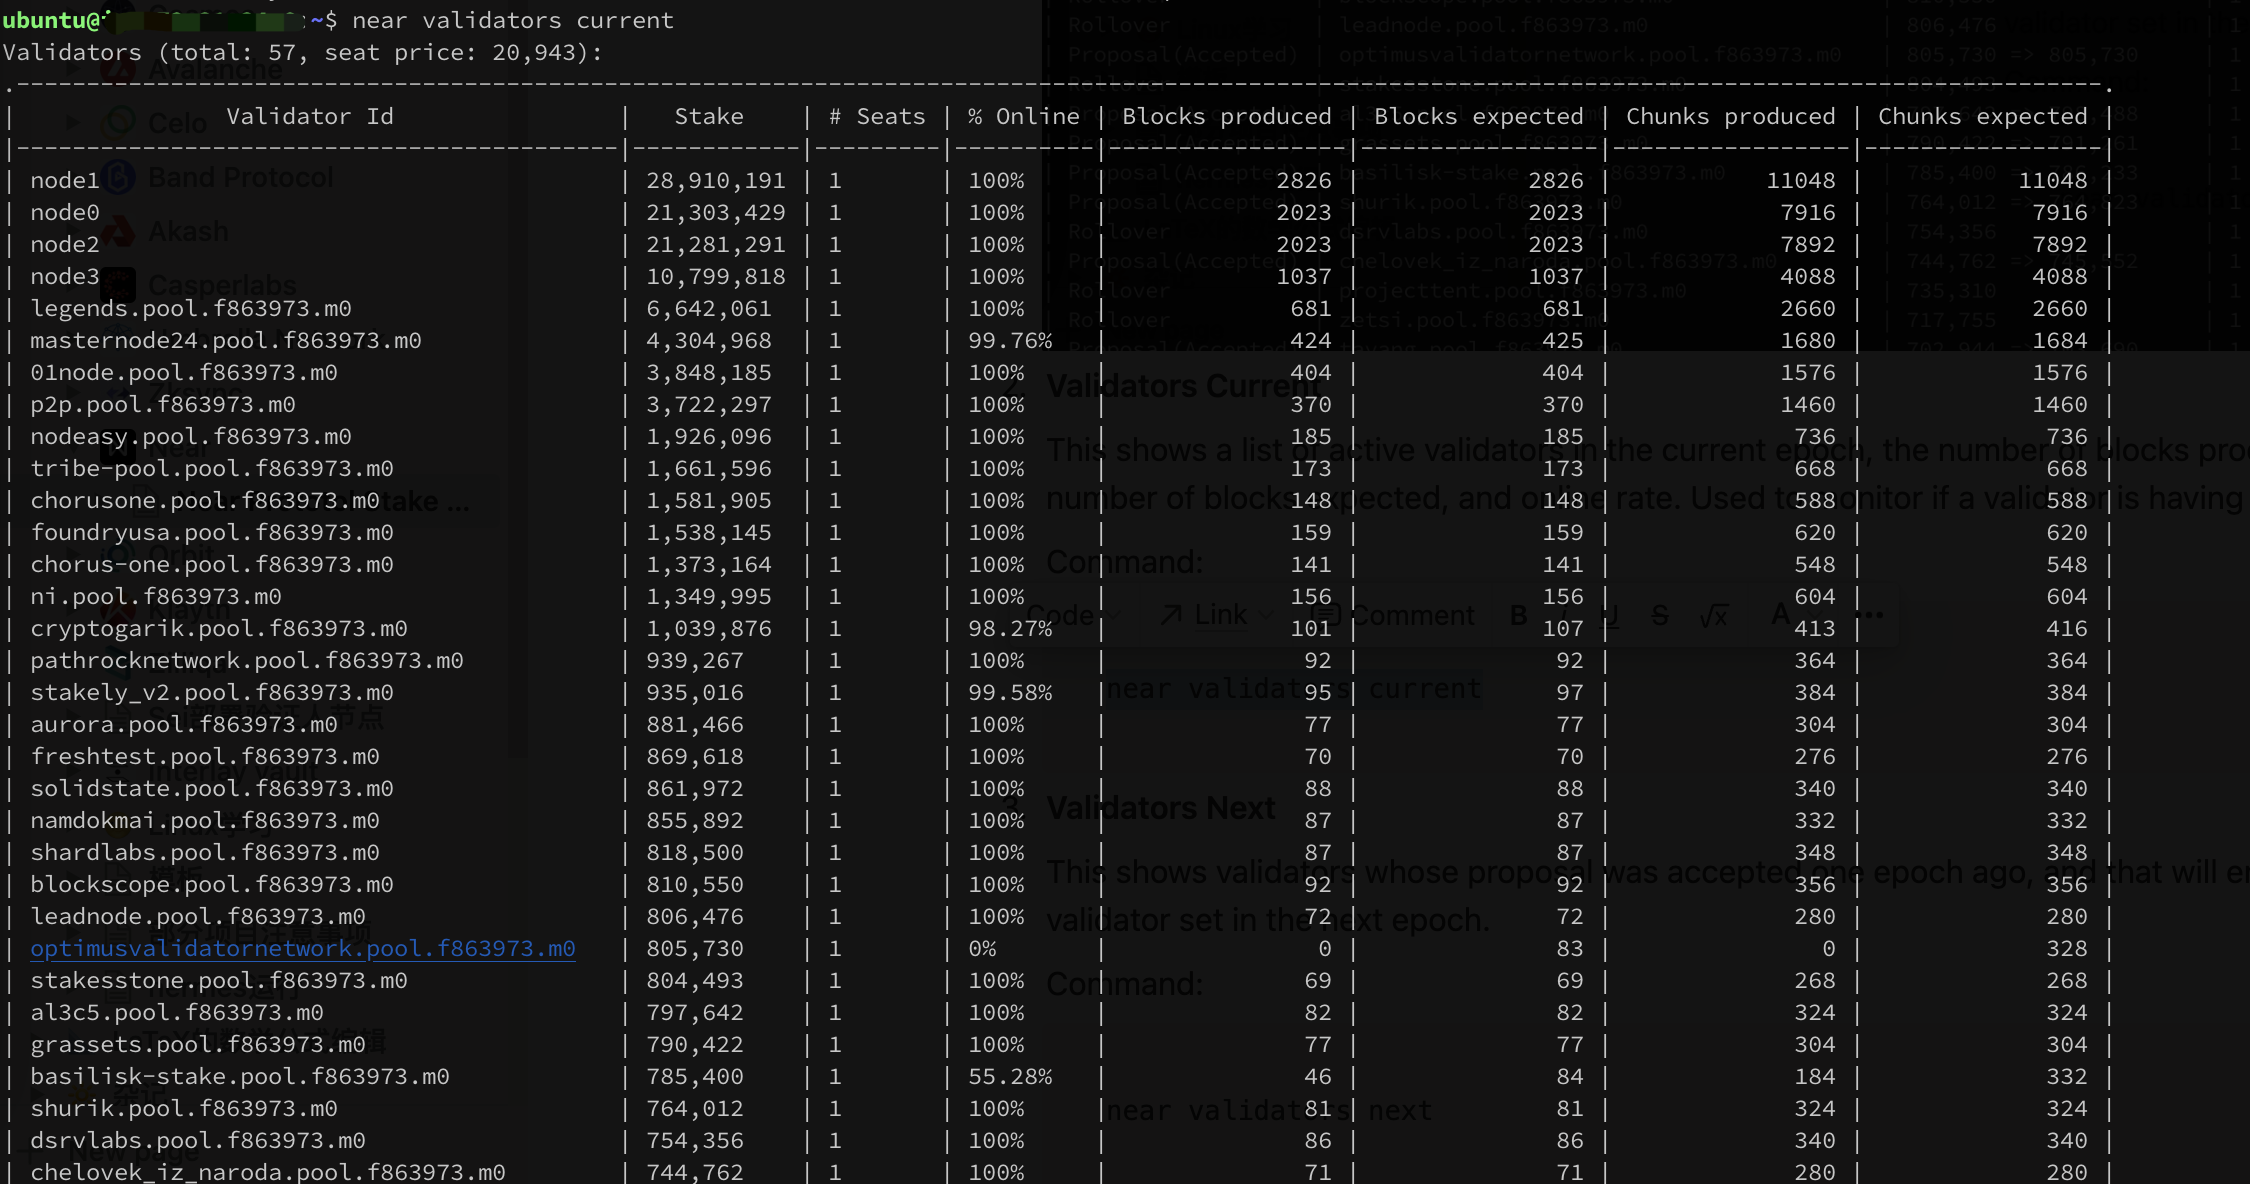 ubuntu@ :~$ near validators current
Validators (total: 57, seat price: 20,943):
| Validator Id | Stake | # Seats | % Online | Blocks produced | Blocks expected | Chunks produced | Chunks expected |
| node1 | 28,910,191 | 1 | 100% | 2826 | 2826 | 11048 | 11048 |
| node0 | 21,303,429 | 1 | 100% | 2023 | 2023 | 7916 | 7916 |
| node2 | 21,281,291 | 1 | 100% | 2023 | 2023 | 7892 | 7892 |
| node3 | 10,799,818 | 1 | 100% | 1037 | 1037 | 4088 | 4088 |
| legends.pool.f863973.m0 | 6,642,061 | 1 | 100% | 681 | 681 | 2660 | 2660 |
| masternode24.pool.f863973.m0 | 4,304,968 | 1 | 99.76% | 424 | 425 | 1680 | 1684 |
| 01node.pool.f863973.m0 | 3,848,185 | 1 | 100% | 404 | 404 | 1576 | 1576 |
| p2p.pool.f863973.m0 | 3,722,297 | 1 | 100% | 370 | 370 | 1460 | 1460 |
| nodeasy.pool.f863973.m0 | 1,926,096 | 1 | 100% | 185 | 185 | 736 | 736 |
| tribe-pool.pool.f863973.m0 | 1,661,596 | 1 | 100% | 173 | 173 | 668 | 668 |
| chorusone.pool.f863973.m0 | 1,581,905 | 1 | 100% | 148 | 148 | 588 | 588 |
| foundryusa.pool.f863973.m0 | 1,538,145 | 1 | 100% | 159 | 159 | 620 | 620 |
| chorus-one.pool.f863973.m0 | 1,373,164 | 1 | 100% | 141 | 141 | 548 | 548 |
| ni.pool.f863973.m0 | 1,349,995 | 1 | 100% | 156 | 156 | 604 | 604 |
| cryptogarik.pool.f863973.m0 | 1,039,876 | 1 | 98.27% | 101 | 107 | 413 | 416 |
| pathrocknetwork.pool.f863973.m0 | 939,267 | 1 | 100% | 92 | 92 | 364 | 364 |
| stakely_v2.pool.f863973.m0 | 935,016 | 1 | 99.58% | 95 | 97 | 384 | 384 |
| aurora.pool.f863973.m0 | 881,466 | 1 | 100% | 77 | 77 | 304 | 304 |
| freshtest.pool.f863973.m0 | 869,618 | 1 | 100% | 70 | 70 | 276 | 276 |
| solidstate.pool.f863973.m0 | 861,972 | 1 | 100% | 88 | 88 | 340 | 340 |
| namdokmai.pool.f863973.m0 | 855,892 | 1 | 100% | 87 | 87 | 332 | 332 |
| shardlabs.pool.f863973.m0 | 818,500 | 1 | 100% | 87 | 87 | 348 | 348 |
| blockscope.pool.f863973.m0 | 810,550 | 1 | 100% | 92 | 92 | 356 | 356 |
| leadnode.pool.f863973.m0 | 806,476 | 1 | 100% | 72 | 72 | 280 | 280 |
| optimusvalidatornetwork.pool.f863973.m0 | 805,730 | 1 | 0% | 0 | 83 | 0 | 328 |
| stakesstone.pool.f863973.m0 | 804,493 | 1 | 100% | 69 | 69 | 268 | 268 |
| al3c5.pool.f863973.m0 | 797,642 | 1 | 100% | 82 | 82 | 324 | 324 |
| grassets.pool.f863973.m0 | 790,422 | 1 | 100% | 77 | 77 | 304 | 304 |
| basilisk-stake.pool.f863973.m0 | 785,400 | 1 | 55.28% | 46 | 84 | 184 | 332 |
| shurik.pool.f863973.m0 | 764,012 | 1 | 100% | 81 | 81 | 324 | 324 |
| dsrvlabs.pool.f863973.m0 | 754,356 | 1 | 100% | 86 | 86 | 340 | 340 |
| chelovek_iz_naroda.pool.f863973.m0 | 744,762 | 1 | 100% | 71 | 71 | 280 | 280 |